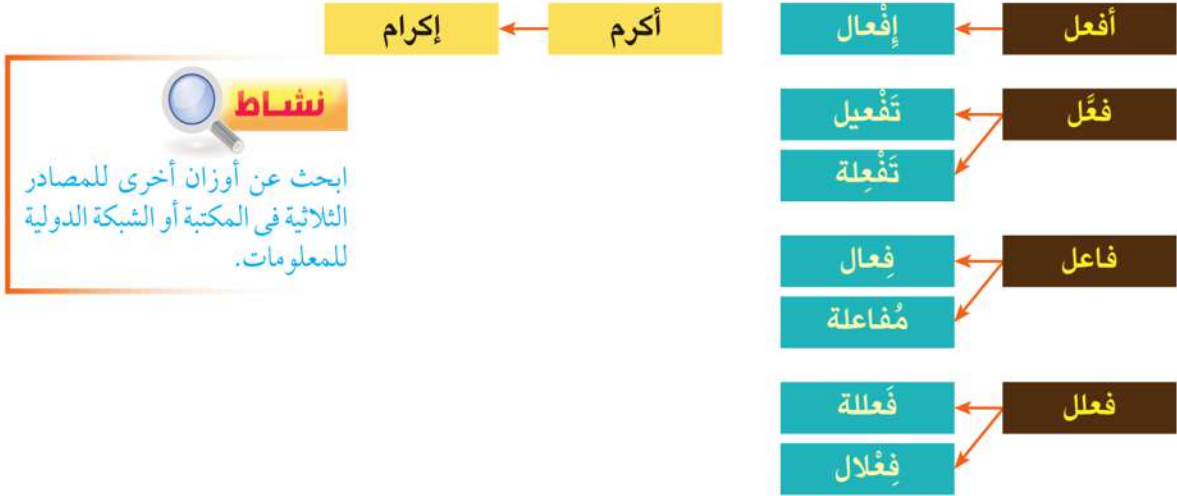 أفعل
إِفْعال
أكرم
إكرام
فعَّل
تَفْعيل
تَفْعِلة
فاعل
فِعال
مُفاعلة
فعلل
فَعللة
فِعْلال
نشاط
ابحث عن أوزان أخرى للمصادر
الثلاثية فى المكتبة أو الشبكة الدولية
للمعلومات.